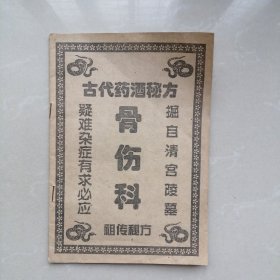 古代药酒秘方
掘自清宫陵墓
骨伤科
疑难杂症有求必应
祖传秘方